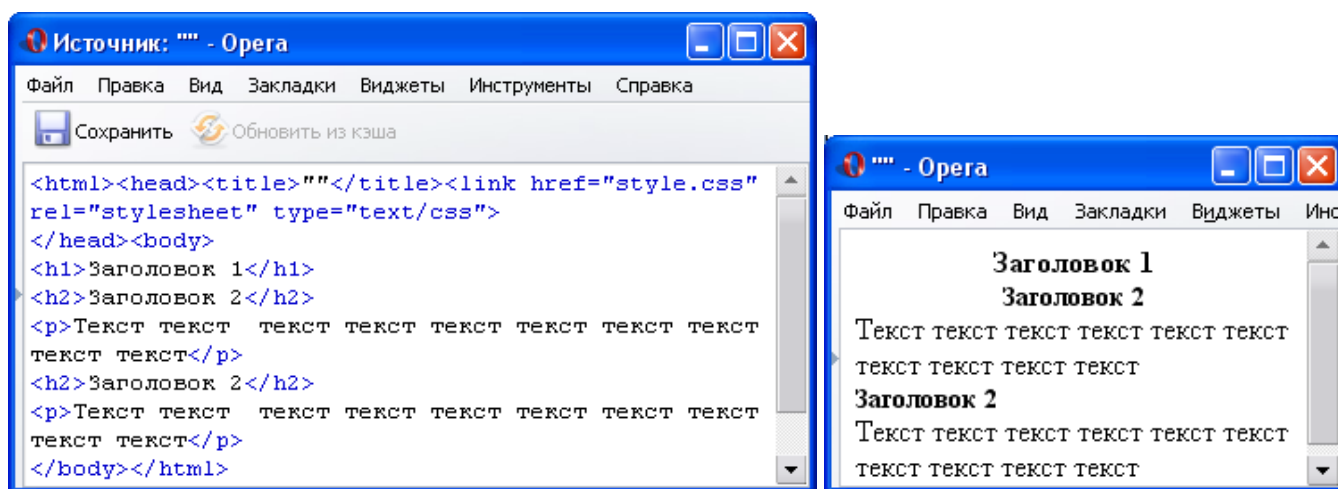 Источник: "" - Opera
Файл Правка Вид Закладки Виджеты Инструменты Справка
Сохранить Обновить из кэша
<html><head><title>""</title><link href="style.css"
rel="stylesheet" type="text/css">
</head><body>
<h1>Заголовок 1</h1>
<h2>Заголовок 2</h2>
<p>Текст текст  текст текст текст текст текст текст
текст текст</p>
<h2>Заголовок 2</h2>
<p>Текст текст  текст текст текст текст текст текст
текст текст</p>
</body></html>
"" - Opera
Файл Правка Вид Закладки Виджеты Инс
Заголовок 1
Заголовок 2
Текст текст текст текст текст текст
текст текст текст текст
Заголовок 2
Текст текст текст текст текст текст
текст текст текст текст